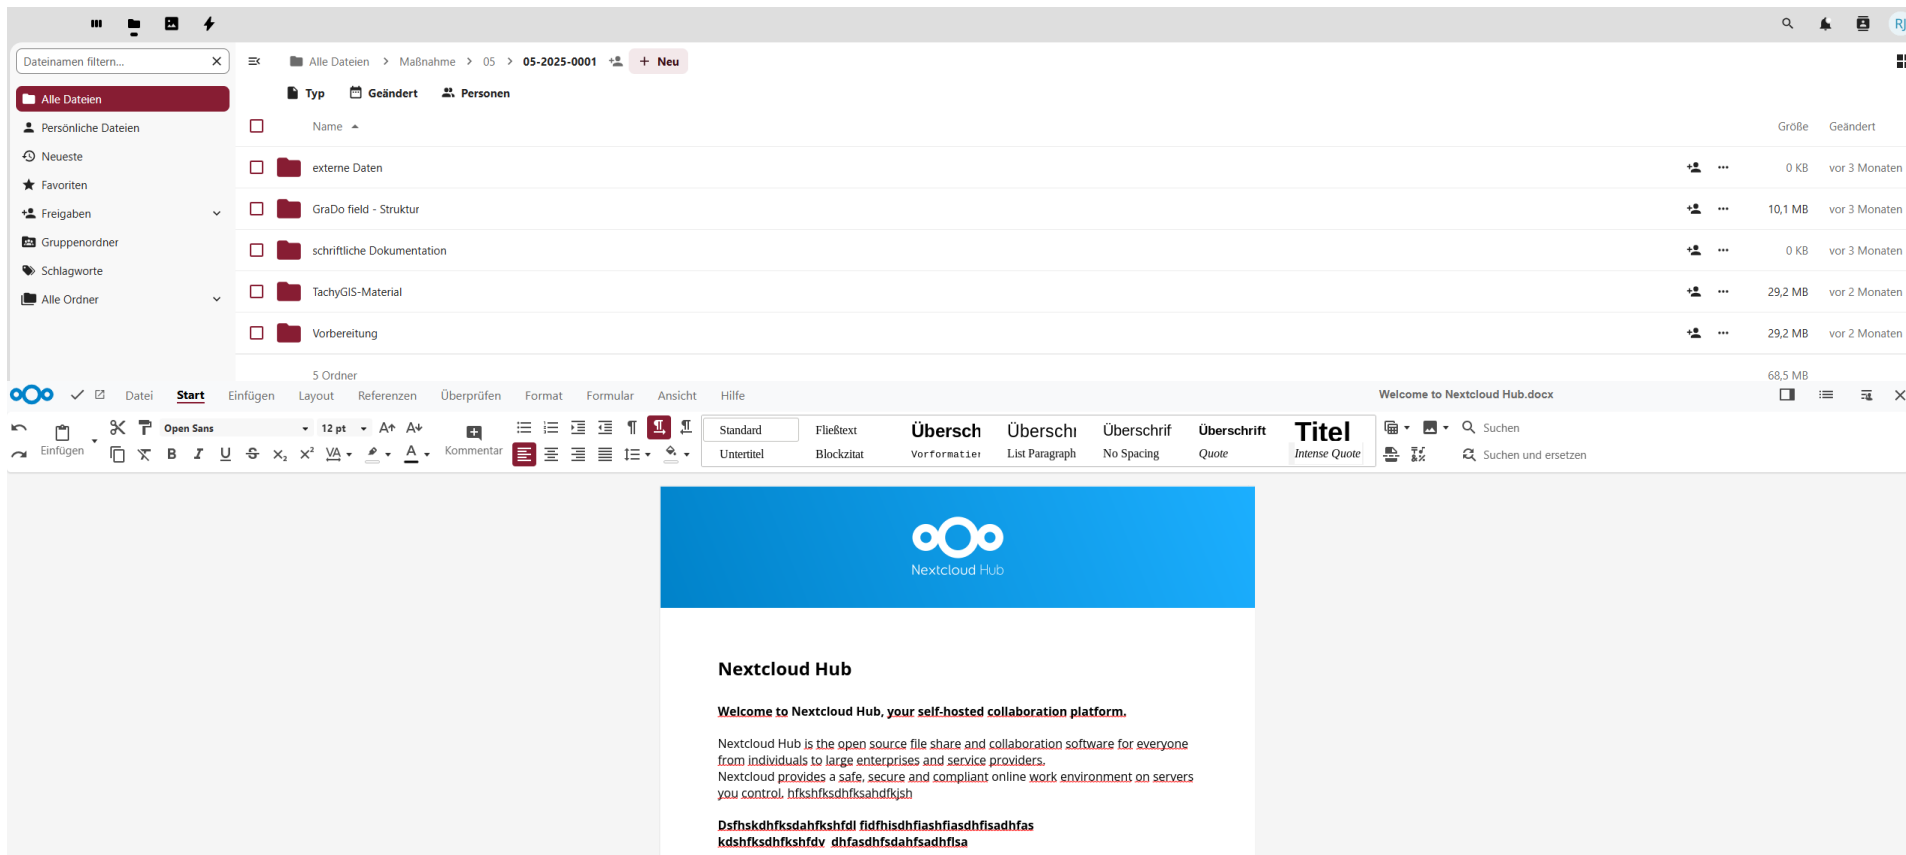 RJ
Dateinamen filtern...
Alle Dateien > Maßnahme > 05 > 05-2025-0001 + Neu
Alle Dateien
Typ Geändert Personen
Persönliche Dateien
Name Größe Geändert
Neueste
externe Daten 0 KB vor 3 Monaten
Favoriten
GraDo field - Struktur 10,1 MB vor 3 Monaten
Freigaben
Gruppenordner
schriftliche Dokumentation 0 KB vor 3 Monaten
Schlagworte
TachyGIS-Material 29,2 MB vor 2 Monaten
Alle Ordner
Vorbereitung 29,2 MB vor 2 Monaten
5 Ordner 68,5 MB
Datei Start Einfügen Layout Referenzen Überprüfen Format Formular Ansicht Hilfe Welcome to Nextcloud Hub.docx
Open Sans 12 pt Standard Fließtext Übersch Überschr Überschrif Überschrift Titel Suchen
Einfügen Kommentar Untertitel Blockzitat Vorformatier List Paragraph No Spacing Quote Intense Quote Suchen und ersetzen
Nextcloud Hub
Nextcloud Hub
Welcome to Nextcloud Hub, your self-hosted collaboration platform.
Nextcloud Hub is the open source file share and collaboration software for everyone
from individuals to large enterprises and service providers.
Nextcloud provides a safe, secure and compliant online work environment on servers
you control. hfkshfksdhfksahdfkjsh
Dsfhskdhfksdahfkshfdl fidfhisdhfiashfiasdhfisadhfas
kdshfksdhfkshfdv dhfasdhfsdahfsadhflsa